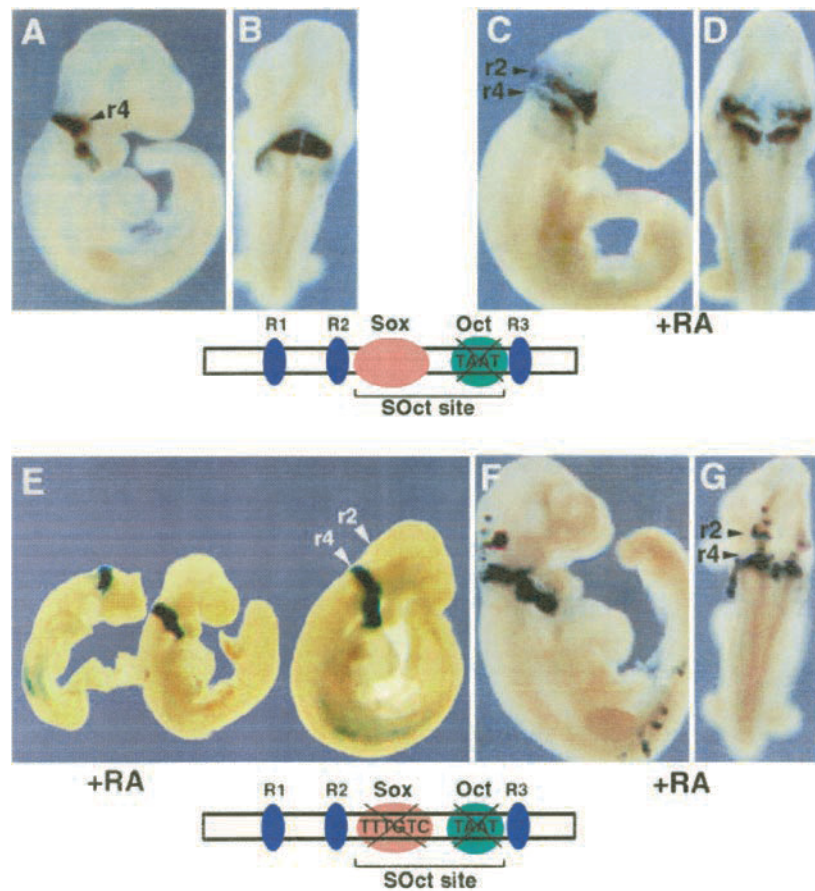 A
B
C
D
r4
r2
r4
+RA
R1 R2 Sox Oct R3
TAAT
SOct site
E
F
G
r4
r2
r2
r4
+RA
+RA
R1 R2 Sox Oct R3
TTTGTC TAAT
SOct site